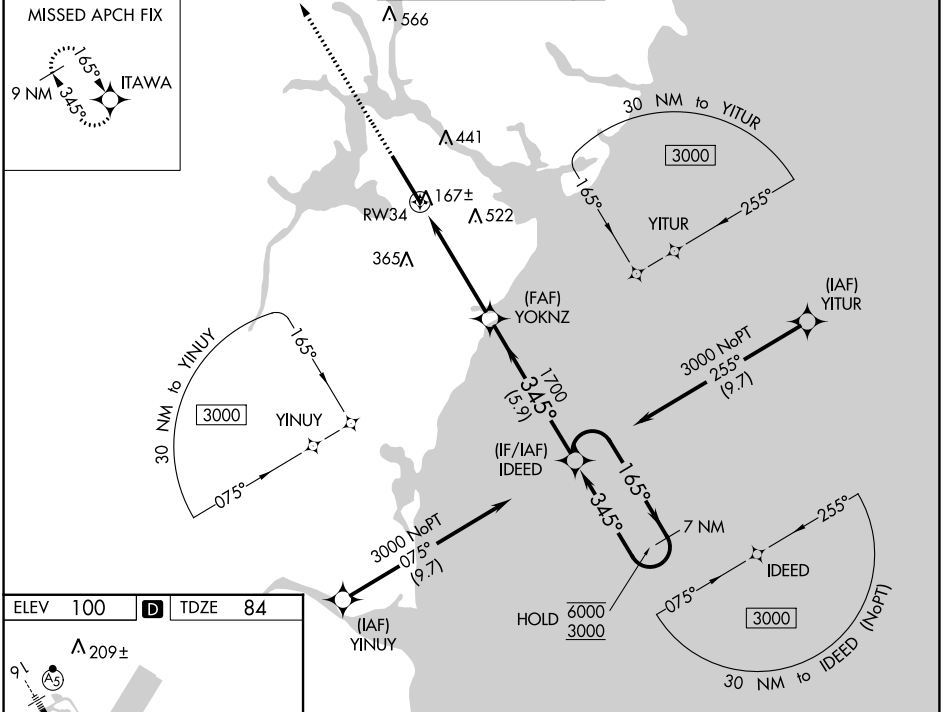 MISSED APCH FIX
165°
ITAWA
9 NM
345°
566
441
167±
RW34
522
365
30 NM to YITUR
3000
165°
255°
YITUR
(FAF)
YOKNZ
(IAF)
YITUR
3000 NoPT
255°
(9.7)
30 NM to YINUY
165°
3000
YINUY
075°
1700
345°
(5.9)
(IF/IAF)
IDEED
165°
345°
7 NM
HOLD 6000
3000
3000 NoPT
075°
(9.7)
(IAF)
YINUY
255°
IDEED
075°
3000
30 NM to IDEED (NoPT)
ELEV 100 D TDZE 84
209±
16
A5